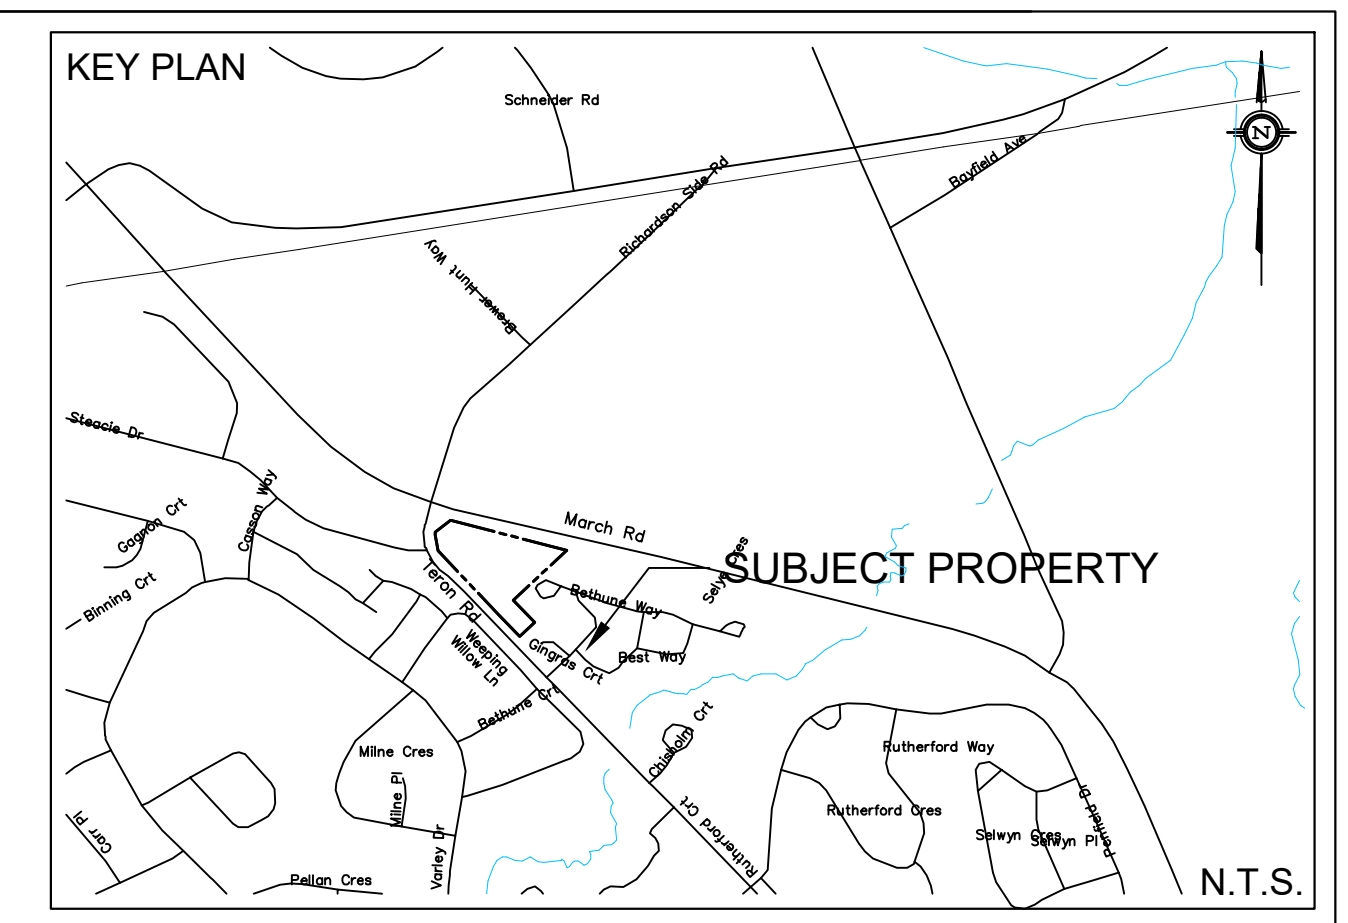 KEY PLAN
Schneider Rd
N
Bayfield Ave
Richardson Side Rd
Brewer Hunt Way
Steacie Dr
Casson Way
Gagnon Crt
March Rd
Selye Cres
SUBJECT PROPERTY
Teron Rd
Binning Crt
Bethune Way
Weeping
Willow Ln
Gingras Crt
Best Way
Bethune Crt
Chisholm Crt
Milne Cres
Rutherford Way
Milne Pl
Rutherford Cres
Rutherford Crt
Penfield Dr
Carr Pl
Selwyn Cres
Selwyn Pl
Varley Dr
Pellan Cres
N.T.S.